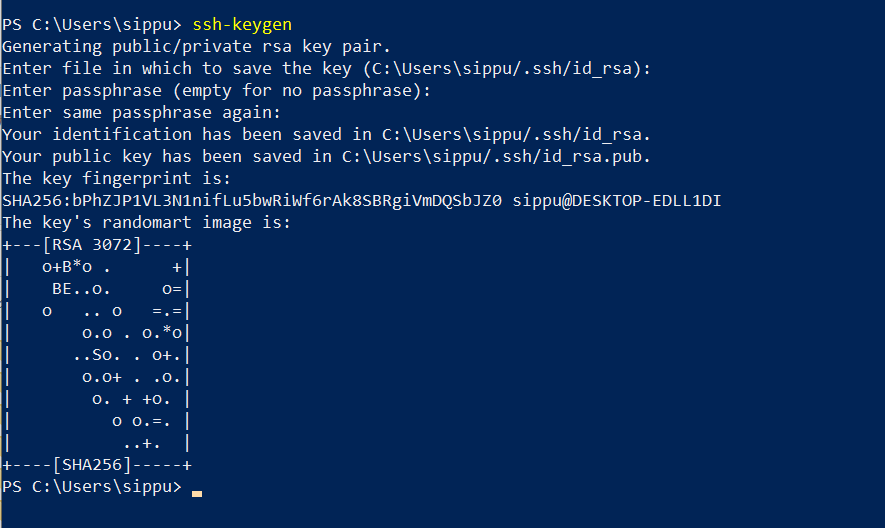 PS C:\Users\sippu> ssh-keygen
Generating public/private rsa key pair.
Enter file in which to save the key (C:\Users\sippu/.ssh/id_rsa):
Enter passphrase (empty for no passphrase):
Enter same passphrase again:
Your identification has been saved in C:\Users\sippu/.ssh/id_rsa.
Your public key has been saved in C:\Users\sippu/.ssh/id_rsa.pub.
The key fingerprint is:
SHA256:bPhZJP1VL3N1nifLu5bwRiWf6rAk8SBRgiVmDQSbJZ0 sippu@DESKTOP-EDLL1DI
The key's randomart image is:
+---[RSA 3072]----+
|   o+B*o .      +|
|    BE..o.     o=|
|   o   .. o   =.=|
|       o.o . o.*o|
|      ..So. . o+.|
|       o.o+ . .o.|
|        o. + +o. |
|          o o.=. |
|           ..+.  |
+----[SHA256]-----+
PS C:\Users\sippu>